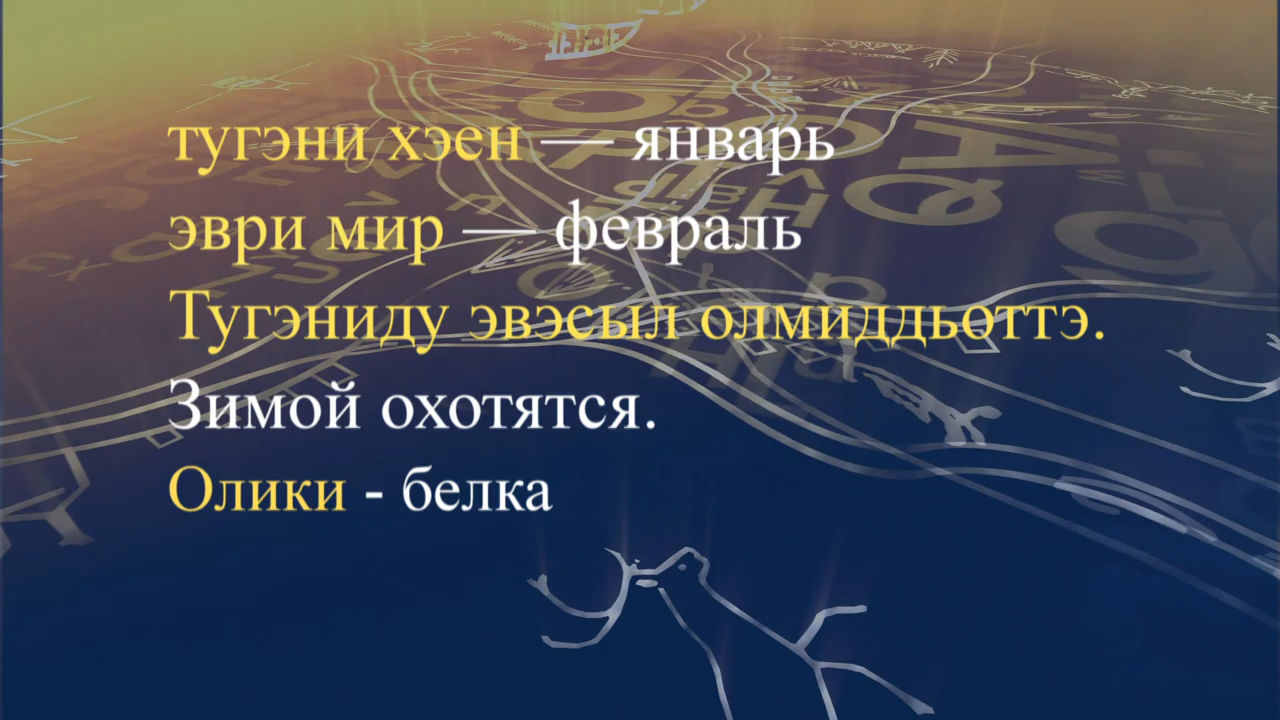 тугэни хэен — январь
эври мир — февраль
Тугэниду эвэсыл олмиддьоттэ.
Зимой охотятся.
Олики - белка